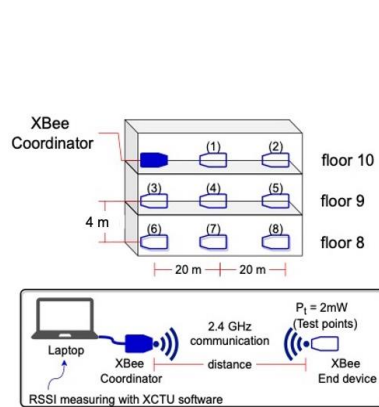 XBee
Coordinator
(1) (2)
floor 10
(3) (4) (5)
floor 9
4 m
(6) (7) (8)
floor 8
20 m 20 m
Laptop
XBee
Coordinator
2.4 GHz
communication
distance
Pt = 2mW
(Test points)
XBee
End device
RSSI measuring with XCTU software